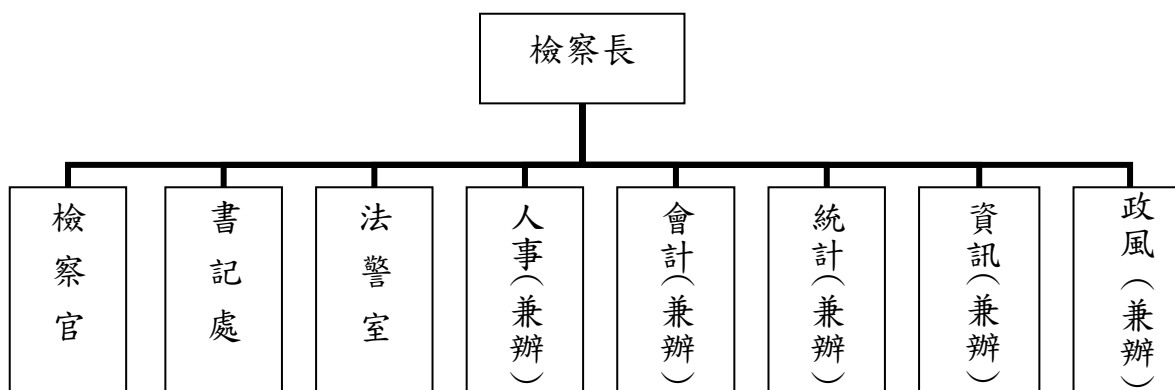 檢察長
檢察官
書記處
法警室
人事(兼辦)
會計(兼辦)
統計(兼辦)
資訊(兼辦)
政風(兼辦)